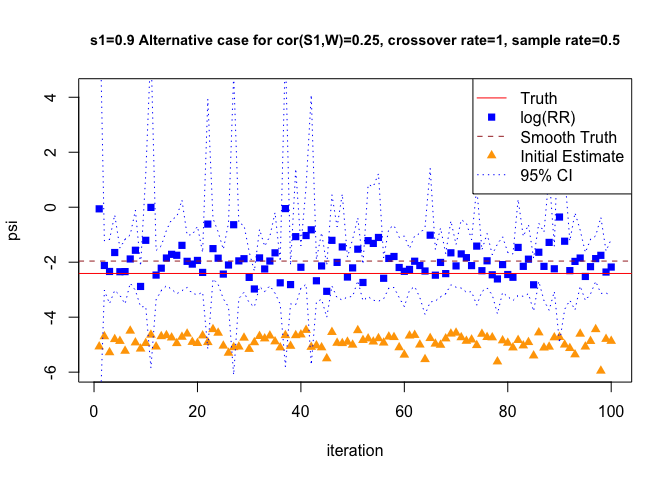 s1=0.9 Alternative case for cor(S1,W)=0.25, crossover rate=1, sample rate=0.5
Truth
log(RR)
Smooth Truth
Initial Estimate
95% CI
psi
4
2
0
-2
-4
-6
0 20 40 60 80 100
iteration